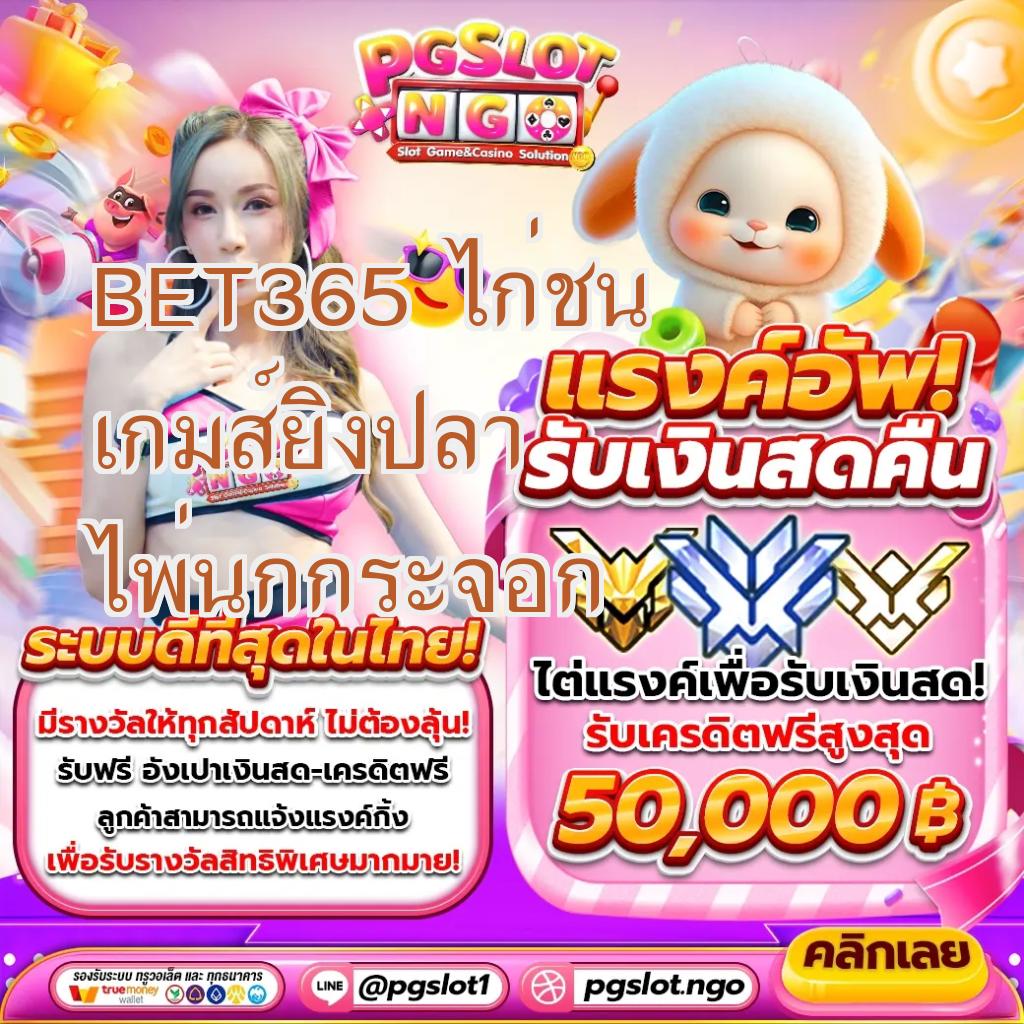 PGSLOT
NGO
Slot Game&Casino Solution
BET365 ไก่ชน
เกมส์ยิงปลา
ไพ่นกกระจอก
แรงค์อัพ!
รับเงินสดคืน
ระบบดีที่สุดในไทย!
มีรางวัลให้ทุกสัปดาห์ ไม่ต้องลุ้น!
รับฟรี อังเปาเงินสด-เครดิตฟรี
ลูกค้าสามารถแจ้งแรงค์กิ้ง
เพื่อรับรางวัลสิทธิพิเศษมากมาย!
ไต่แรงค์เพื่อรับเงินสด!
รับเครดิตฟรีสูงสุด
50,000 ฿
คลิกเลย
รองรับระบบ ทรูวอเล็ต และ ทุกธนาคาร
truemoney
wallet
LINE @pgslot1
pgslot.ngo